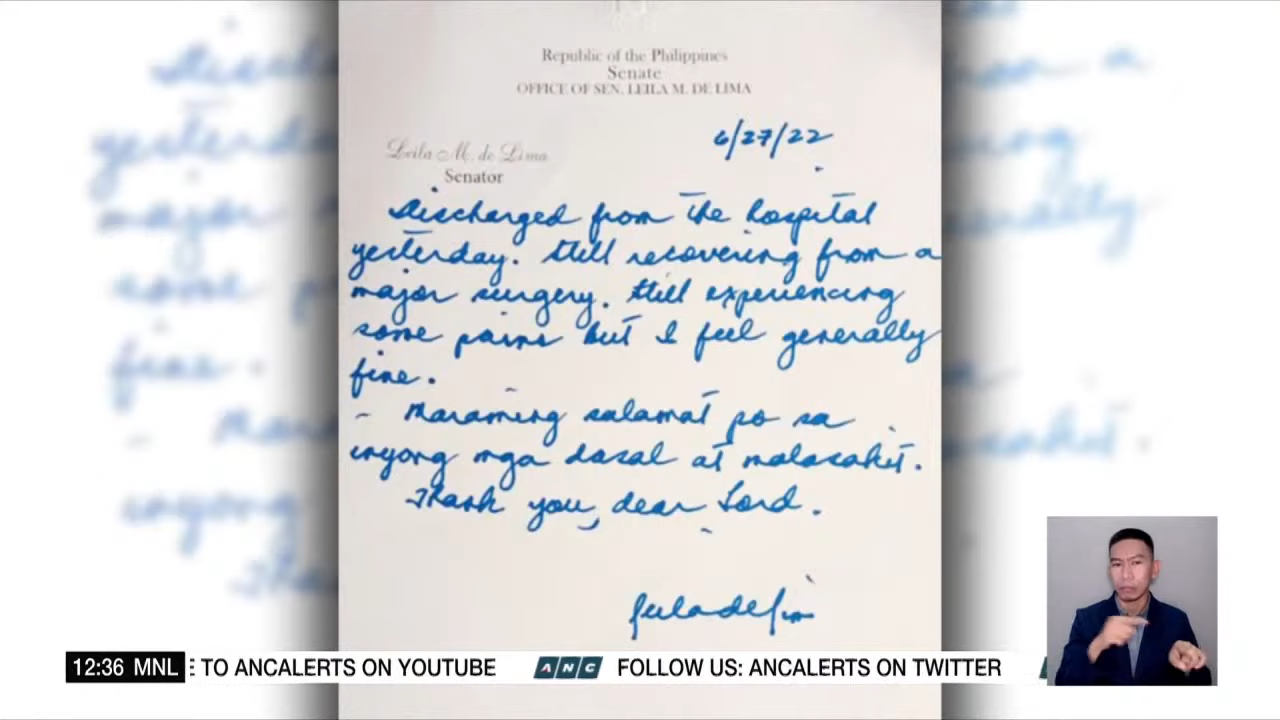 Republic of the Philippines
Senate
OFFICE OF SEN. LEILA M. DE LIMA
6/27/22
Leila M. de Lima
Senator
Discharged from the hospital
yesterday. Still recovering from a
major surgery. Still experiencing
some pains but I feel generally
fine.
- Maraming salamat po sa
inyong mga dasal at malasakit.
Thank you, dear Lord.
12:36 MNL
E TO ANCALERTS ON YOUTUBE ANC FOLLOW US: ANCALERTS ON TWITTER